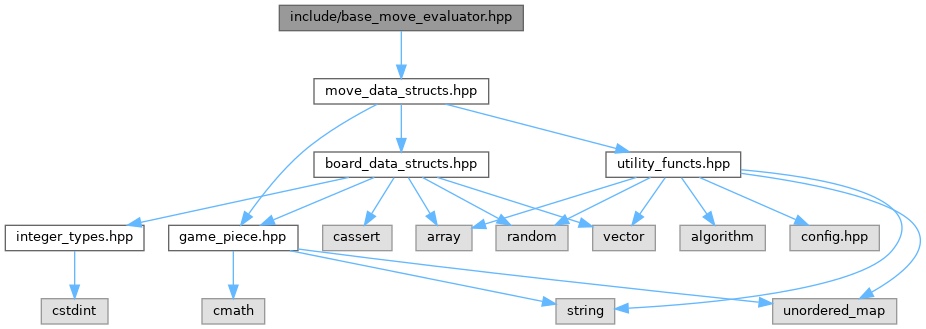 include/base_move_evaluator.hpp
move_data_structs.hpp
board_data_structs.hpp
utility_functs.hpp
integer_types.hpp
game_piece.hpp
cassert
array
random
vector
algorithm
config.hpp
cstdint
cmath
string
unordered_map